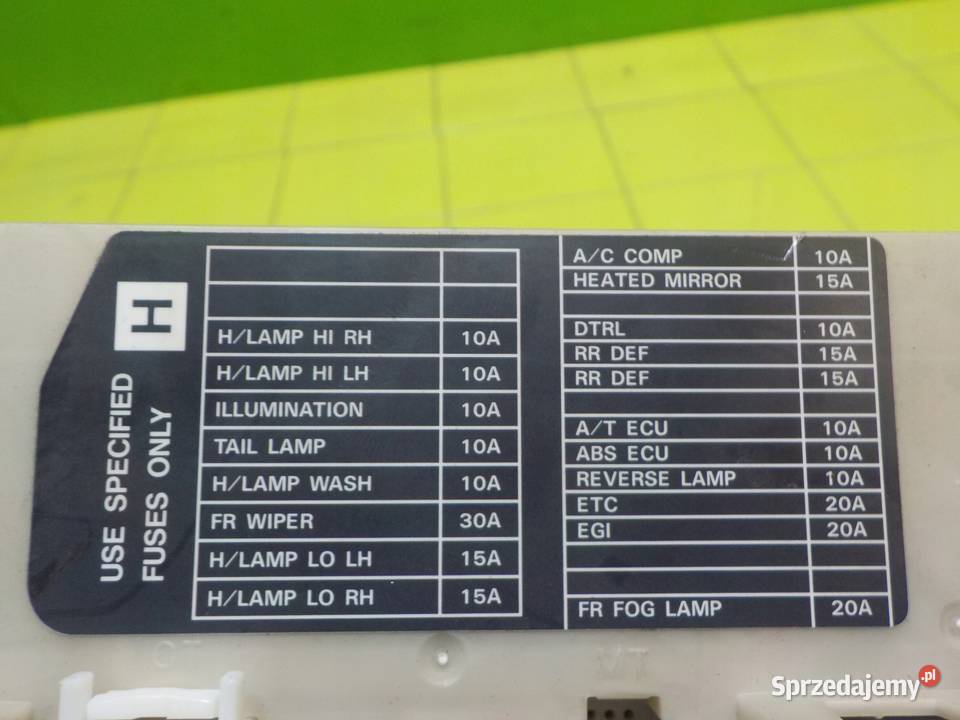 H
USE SPECIFIED
FUSES ONLY
H/LAMP HI RH 10A
H/LAMP HI LH 10A
ILLUMINATION 10A
TAIL LAMP 10A
H/LAMP WASH 10A
FR WIPER 30A
H/LAMP LO LH 15A
H/LAMP LO RH 15A
A/C COMP 10A
HEATED MIRROR 15A
DTRL 10A
RR DEF 15A
RR DEF 15A
A/T ECU 10A
ABS ECU 10A
REVERSE LAMP 10A
ETC 20A
EGI 20A
FR FOG LAMP 20A
Sprzedajemy.pl